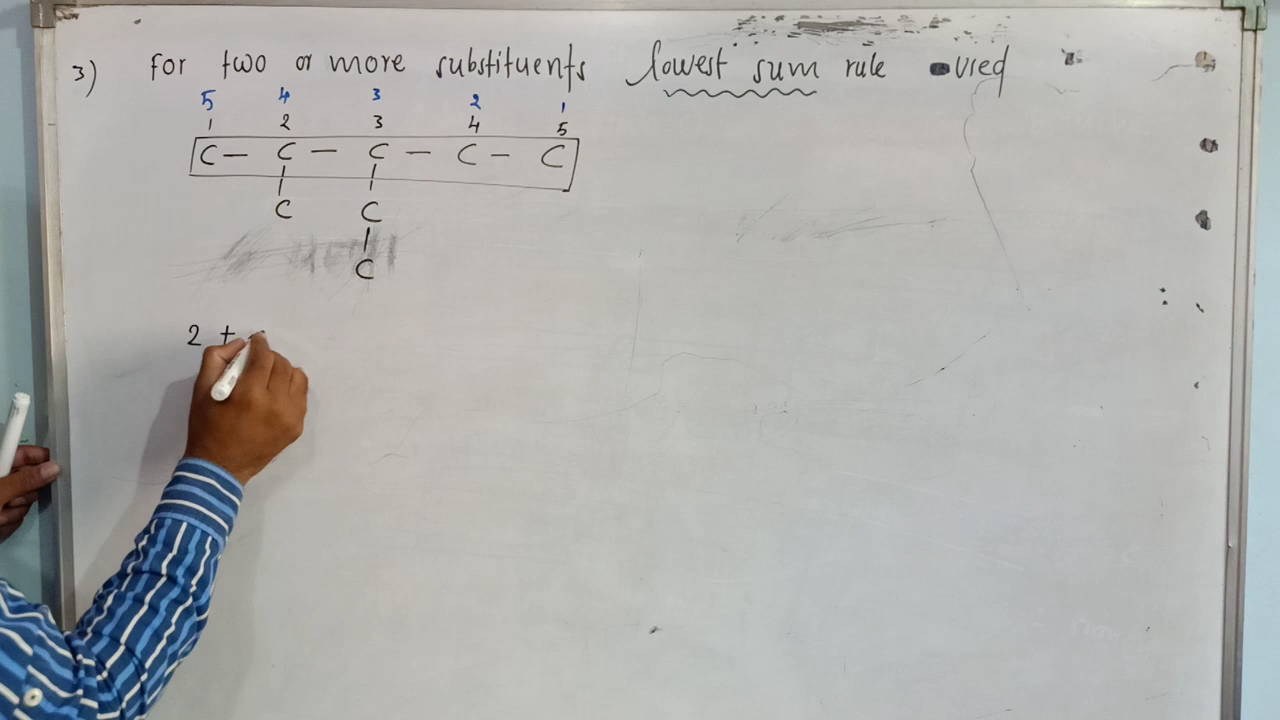 3) for two or more substituents lowest sum rule used
5 4 3 2 1
1 2 3 4 5
C — C — C — C — C
C C
C
2 +